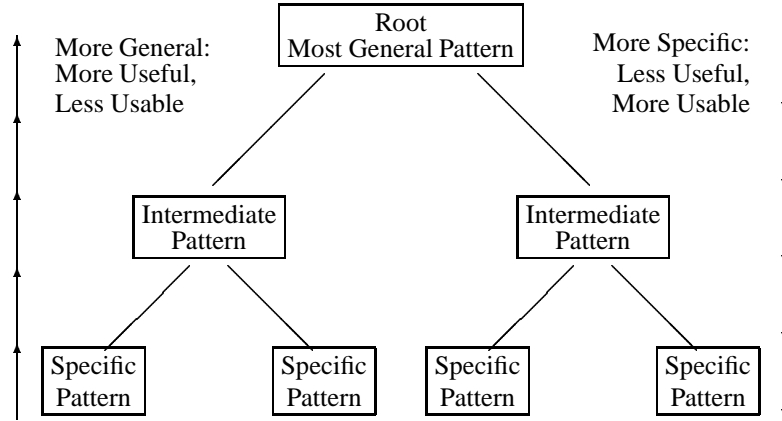 Root
Most General Pattern
More General:
More Useful,
Less Usable
More Specific:
Less Useful,
More Usable
Intermediate
Pattern
Intermediate
Pattern
Specific
Pattern
Specific
Pattern
Specific
Pattern
Specific
Pattern